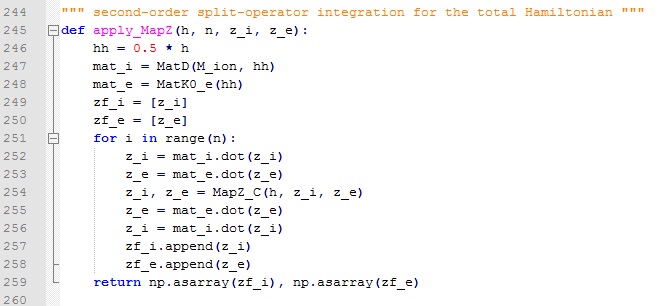 244 """ second-order split-operator integration for the total Hamiltonian """
245 def apply_MapZ(h, n, z_i, z_e):
246     hh = 0.5 * h
247     mat_i = MatD(M_ion, hh)
248     mat_e = MatK0_e(hh)
249     zf_i = [z_i]
250     zf_e = [z_e]
251     for i in range(n):
252         z_i = mat_i.dot(z_i)
253         z_e = mat_e.dot(z_e)
254         z_i, z_e = MapZ_C(h, z_i, z_e)
255         z_e = mat_e.dot(z_e)
256         z_i = mat_i.dot(z_i)
257         zf_i.append(z_i)
258         zf_e.append(z_e)
259     return np.asarray(zf_i), np.asarray(zf_e)
260